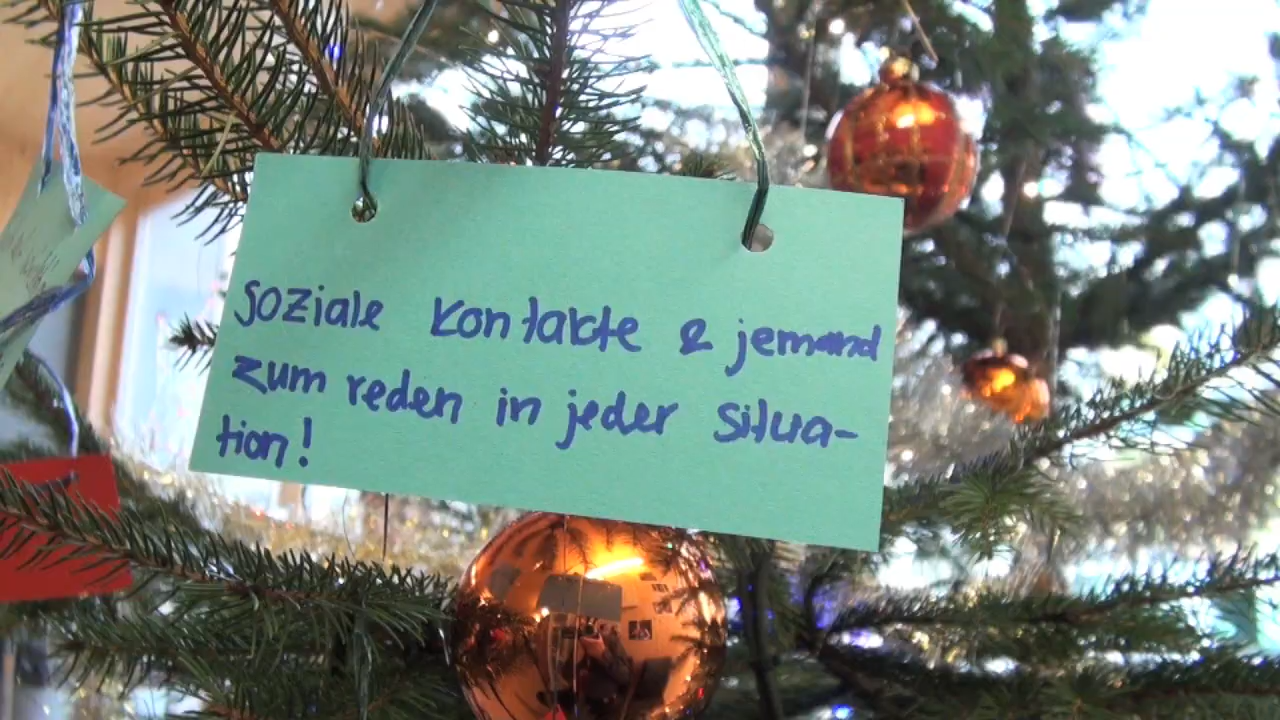 soziale Kontakte & jemand
zum reden in jeder Situa-
tion!